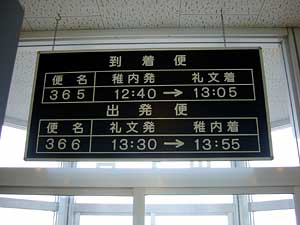 到着便
便名 稚内発 礼文着
365 12:40 → 13:05
出発便
便名 礼文発 稚内着
366 13:30 → 13:55